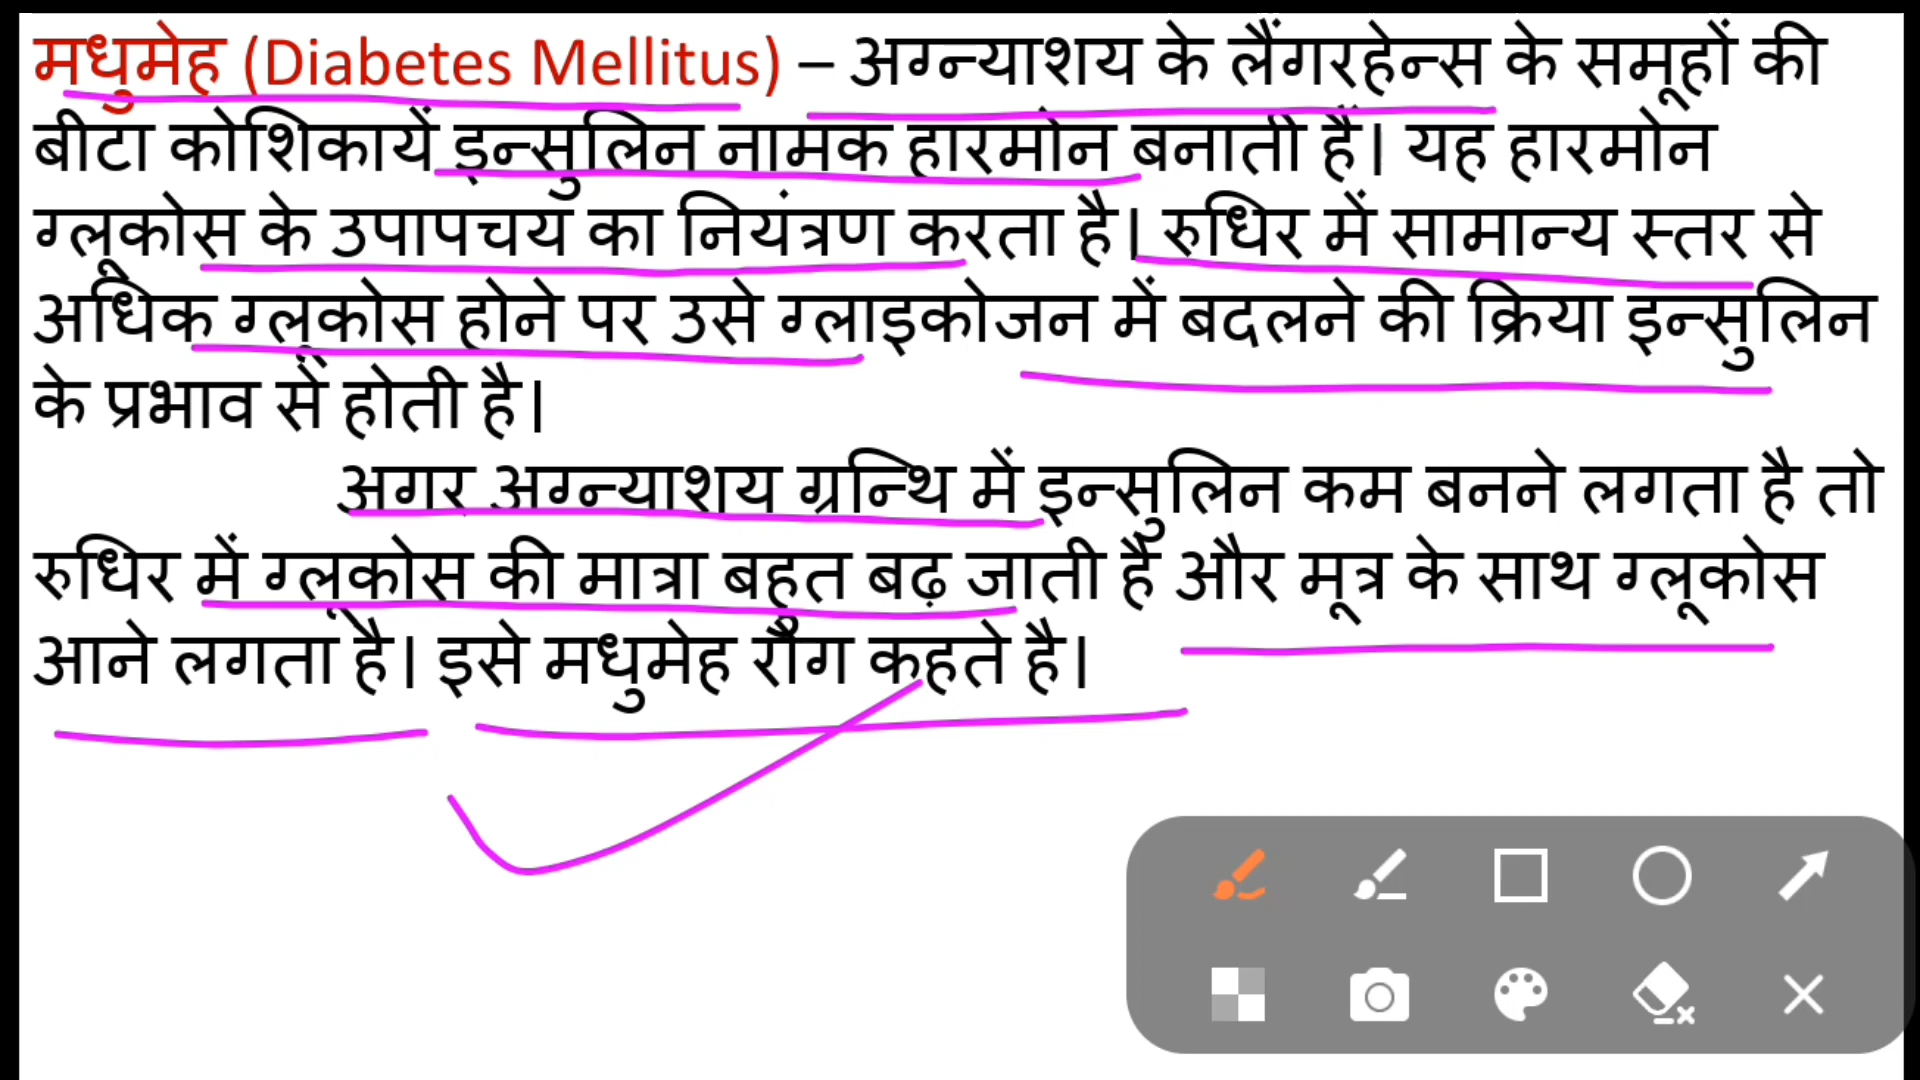 मधुमेह (Diabetes Mellitus) – अग्न्याशय के लैंगरहेन्स के समूहों की
बीटा कोशिकायें इन्सुलिन नामक हारमोन बनाती हैं। यह हारमोन
ग्लूकोस के उपापचय का नियंत्रण करता है। रुधिर में सामान्य स्तर से
अधिक ग्लूकोस होने पर उसे ग्लाइकोजन में बदलने की क्रिया इन्सुलिन
के प्रभाव से होती है।
अगर अग्न्याशय ग्रन्थि में इन्सुलिन कम बनने लगता है तो
रुधिर में ग्लूकोस की मात्रा बहुत बढ़ जाती है और मूत्र के साथ ग्लूकोस
आने लगता है। इसे मधुमेह रोग कहते है।